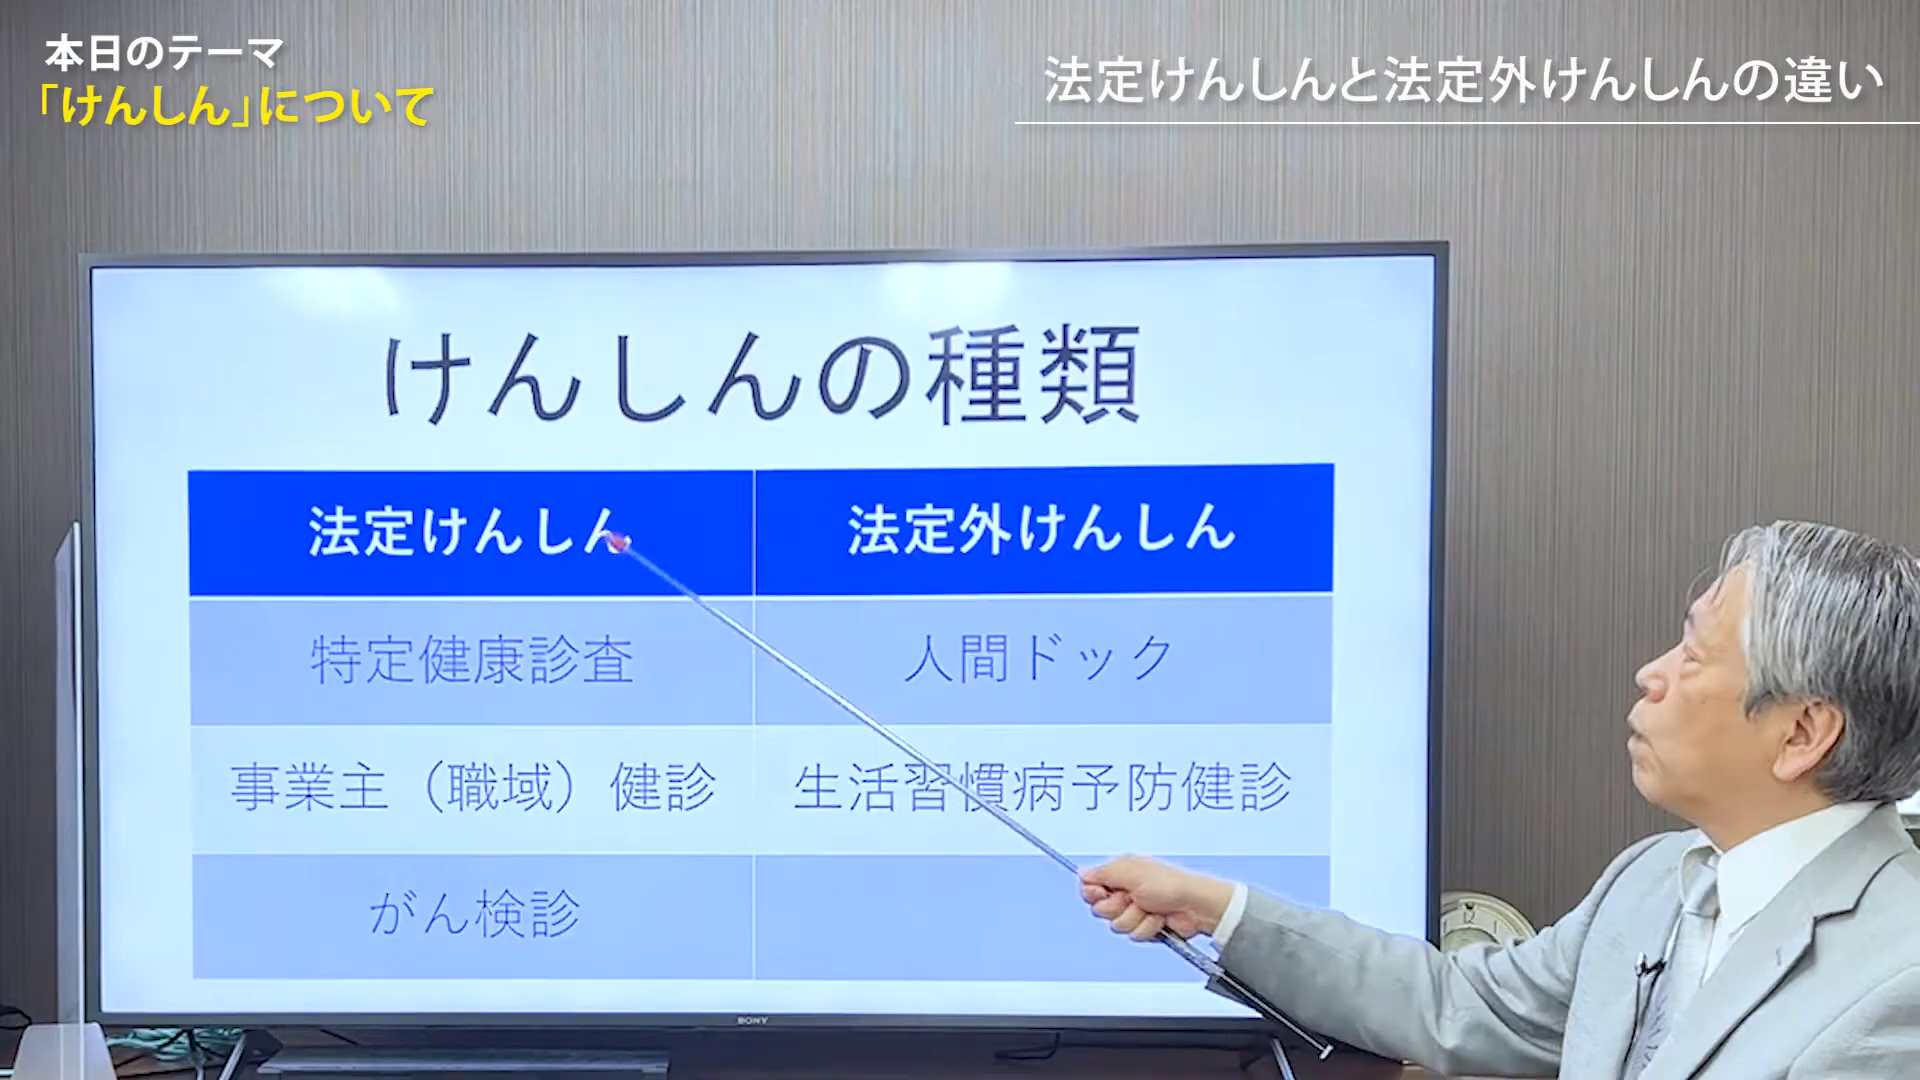 本日のテーマ
「けんしん」について
法定けんしんと法定外けんしんの違い
けんしんの種類
法定けんしん 法定外けんしん
特定健康診査 人間ドック
事業主（職域）健診 生活習慣病予防健診
がん検診
SONY
12